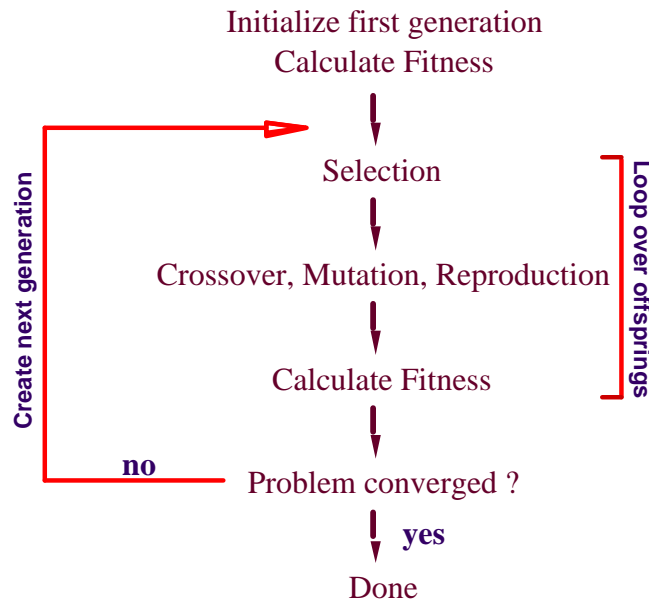 Initialize first generation
Calculate Fitness
Selection
Crossover, Mutation, Reproduction
Calculate Fitness
Problem converged ?
no
yes
Done
Create next generation
Loop over offsprings